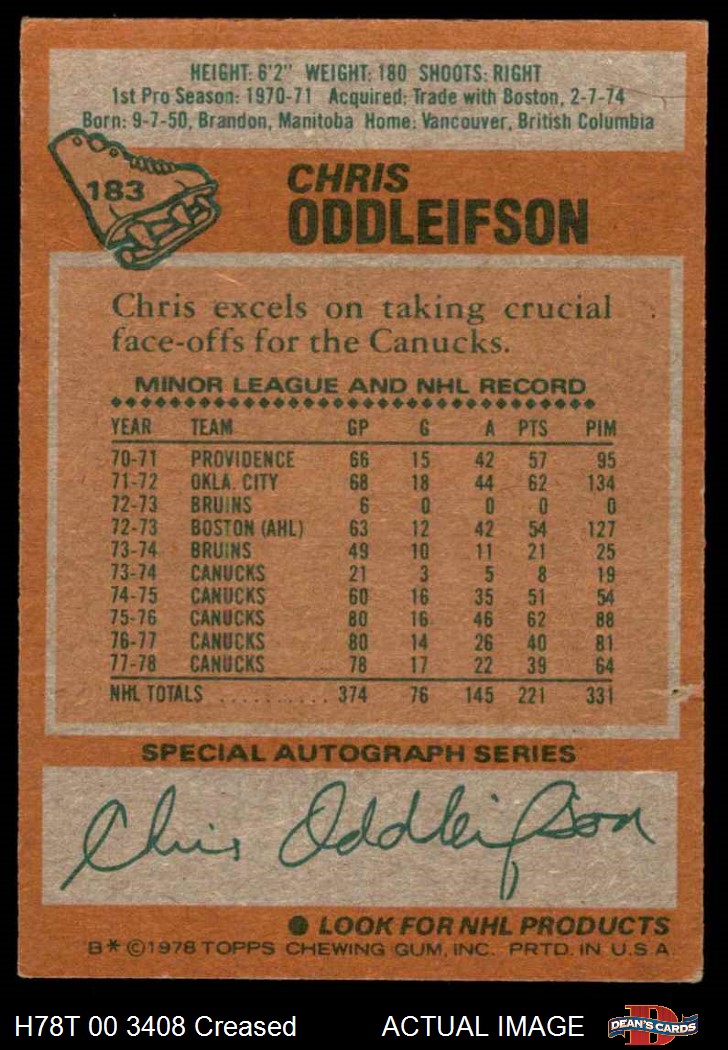 HEIGHT: 6'2" WEIGHT: 180 SHOOTS: RIGHT
1st Pro Season: 1970-71 Acquired: Trade with Boston, 2-7-74
Born: 9-7-50, Brandon, Manitoba Home: Vancouver, British Columbia
183
CHRIS
ODDLEIFSON
Chris excels on taking crucial
face-offs for the Canucks.
MINOR LEAGUE AND NHL RECORD
YEAR TEAM GP G A PTS PIM
70-71 PROVIDENCE 66 15 42 57 95
71-72 OKLA. CITY 68 18 44 62 134
72-73 BRUINS 6 0 0 0 0
72-73 BOSTON (AHL) 63 12 42 54 127
73-74 BRUINS 49 10 11 21 25
73-74 CANUCKS 21 3 5 8 19
74-75 CANUCKS 60 16 35 51 54
75-76 CANUCKS 80 16 46 62 88
76-77 CANUCKS 80 14 26 40 81
77-78 CANUCKS 78 17 22 39 64
NHL TOTALS .......... 374 76 145 221 331
SPECIAL AUTOGRAPH SERIES
Chris Oddleifson
● LOOK FOR NHL PRODUCTS
B* © 1978 TOPPS CHEWING GUM, INC. PRTD. IN U.S.A.
H78T 00 3408 Creased ACTUAL IMAGE D DEAN'S CARDS